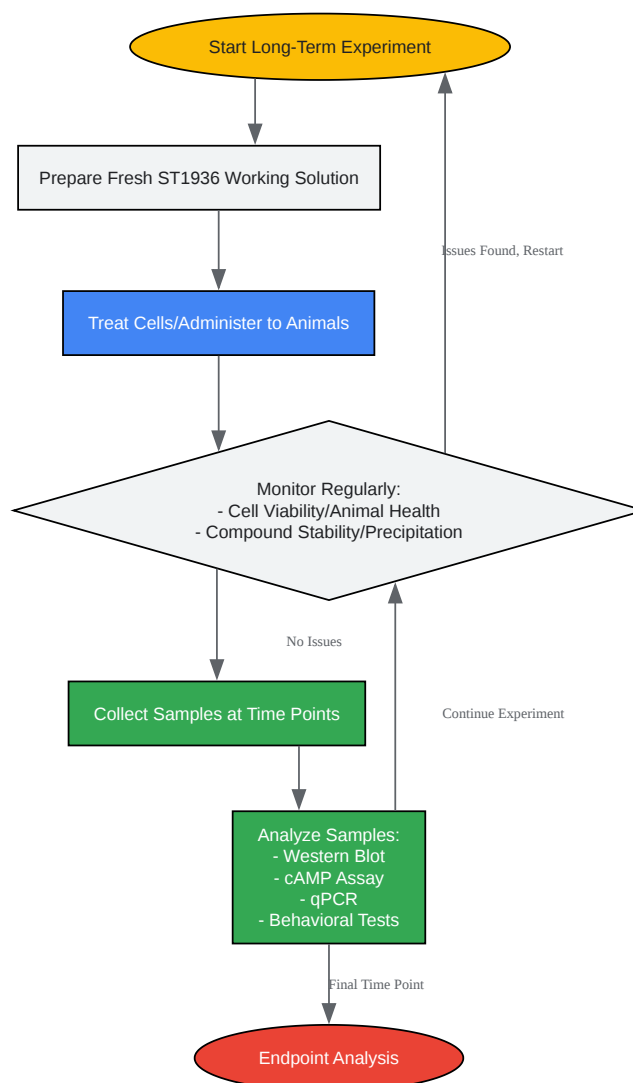 Start Long-Term Experiment
Prepare Fresh ST1936 Working Solution
Issues Found, Restart
Treat Cells/Administer to Animals
Monitor Regularly:
- Cell Viability/Animal Health
- Compound Stability/Precipitation
No Issues
Collect Samples at Time Points
Continue Experiment
Analyze Samples:
- Western Blot
- cAMP Assay
- qPCR
- Behavioral Tests
Final Time Point
Endpoint Analysis